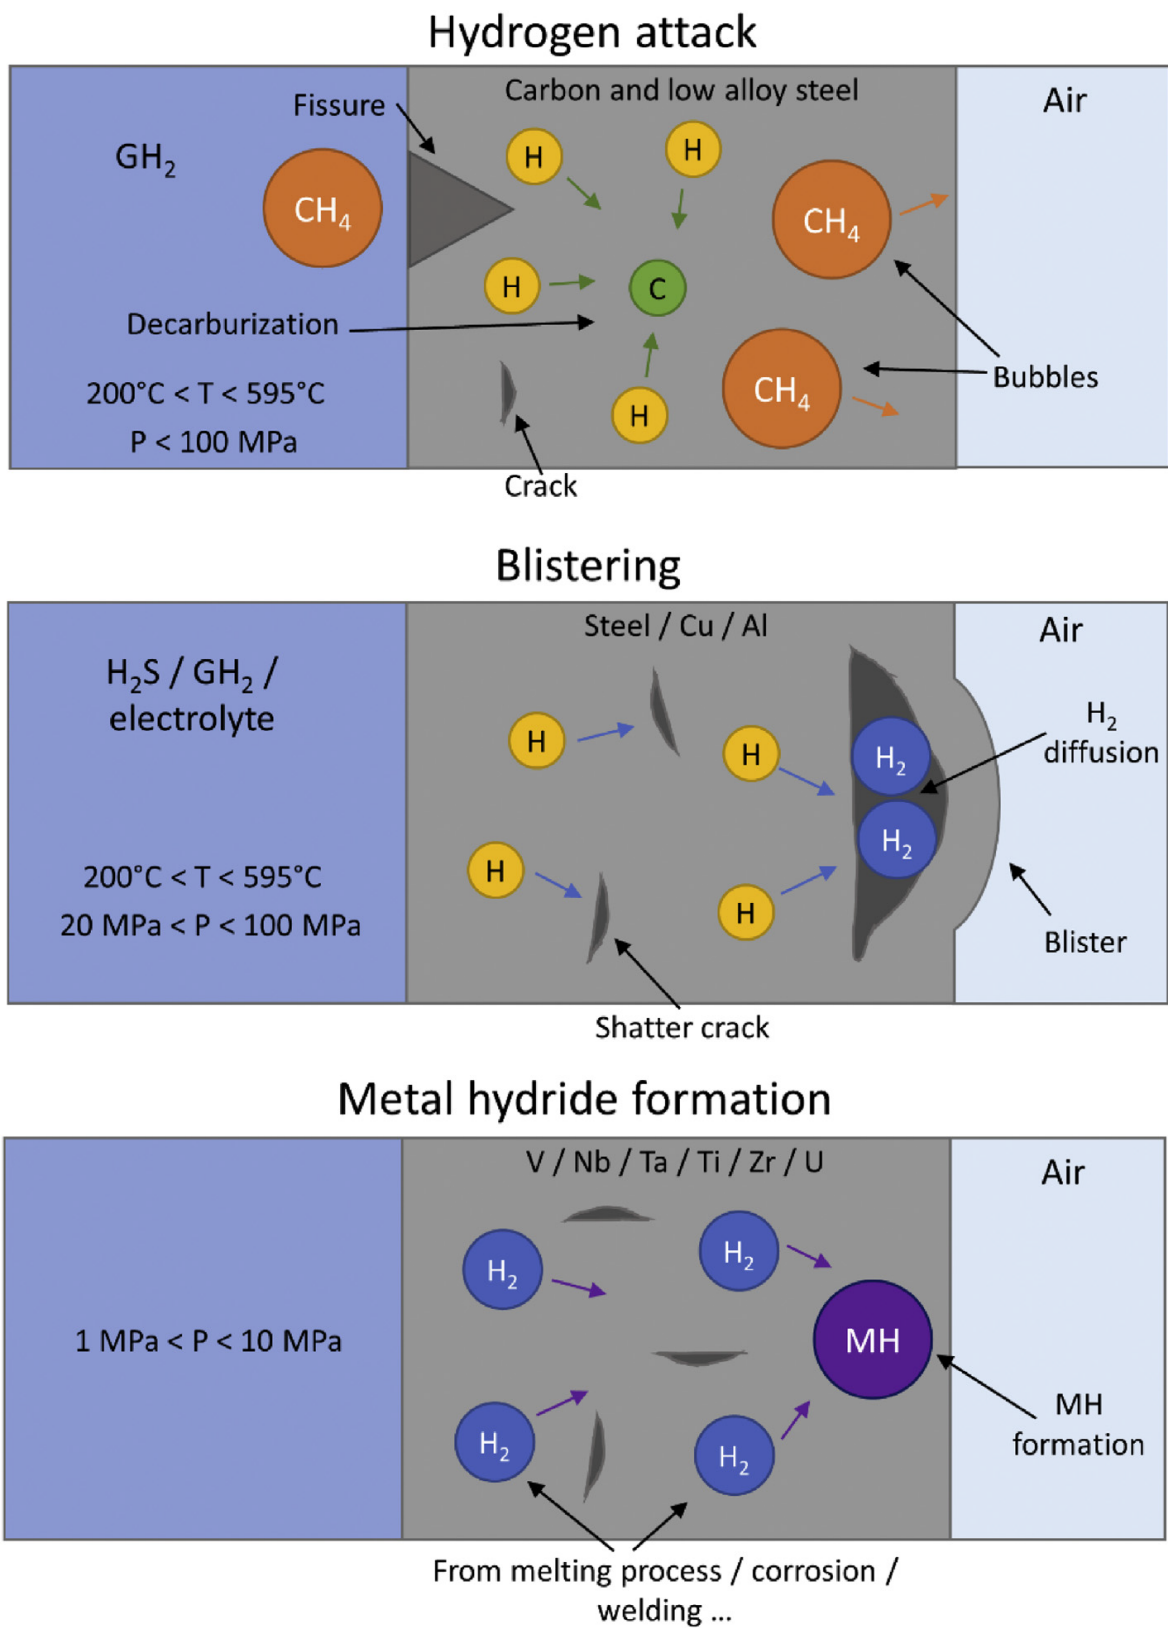 Hydrogen attack
Carbon and low alloy steel
Air
Fissure
GH₂
H
H
CH₄
CH₄
H
C
Decarburization
200°C < T < 595°C
P < 100 MPa
H
CH₄
Bubbles
Crack
Blistering
Steel / Cu / Al
Air
H₂S / GH₂ /
electrolyte
H
H
H₂
H₂
diffusion
H
H
H₂
200°C < T < 595°C
20 MPa < P < 100 MPa
Blister
Shatter crack
Metal hydride formation
V / Nb / Ta / Ti / Zr / U
Air
H₂
H₂
1 MPa < P < 10 MPa
MH
H₂
H₂
MH
formation
From melting process / corrosion /
welding ...